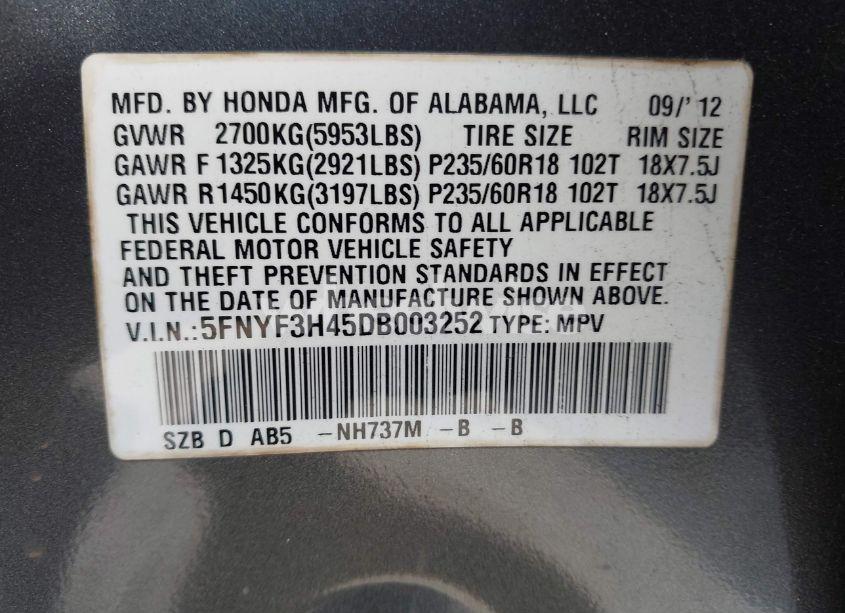 MFD. BY HONDA MFG. OF ALABAMA, LLC 09/'12
GVWR 2700KG(5953LBS) TIRE SIZE RIM SIZE
GAWR F 1325KG(2921LBS) P235/60R18 102T 18X7.5J
GAWR R1450KG(3197LBS) P235/60R18 102T 18X7.5J
THIS VEHICLE CONFORMS TO ALL APPLICABLE
FEDERAL MOTOR VEHICLE SAFETY
AND THEFT PREVENTION STANDARDS IN EFFECT
ON THE DATE OF MANUFACTURE SHOWN ABOVE.
V.I.N.:5FNYF3H45DB003252 TYPE: MPV
SZB D AB5 -NH737M -B -B